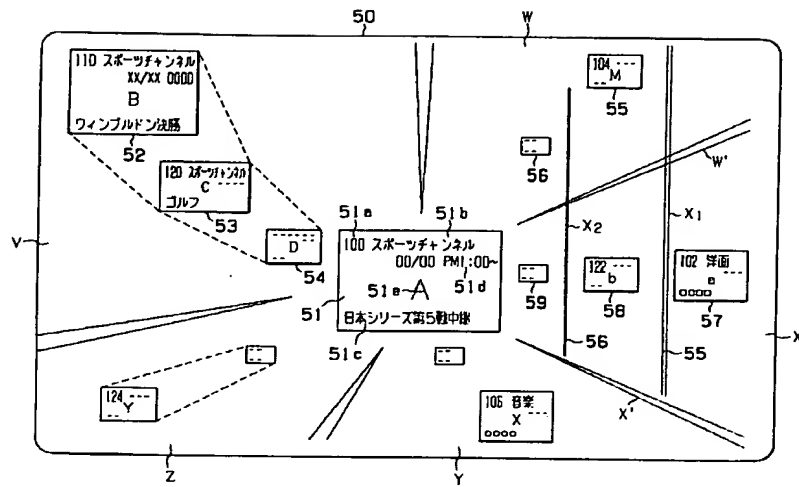 50
W
110 スポーツチャンネル
XX/XX 0000
B
ウィンブルドン決勝
52
120 スポーツチャンネル
C
ゴルフ
53
D
54
104
M
55
56
W'
X1
X2
V
51a
51b
100 スポーツチャンネル
00/00 PM1:00~
51e
A
51d
51
日本シリーズ第5戦中継
51c
59
122
b
58
102 洋画
a
57
56
55
X
124
Y
106 音楽
X
X'
Z
Y